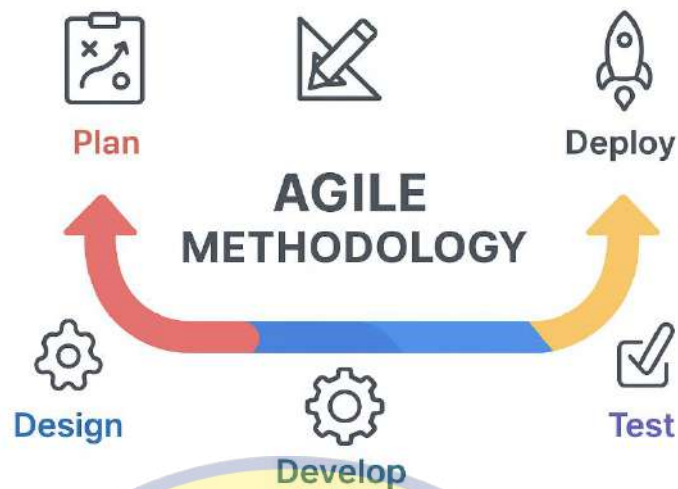 Plan
Deploy
AGILE
METHODOLOGY
Design
Test
Develop